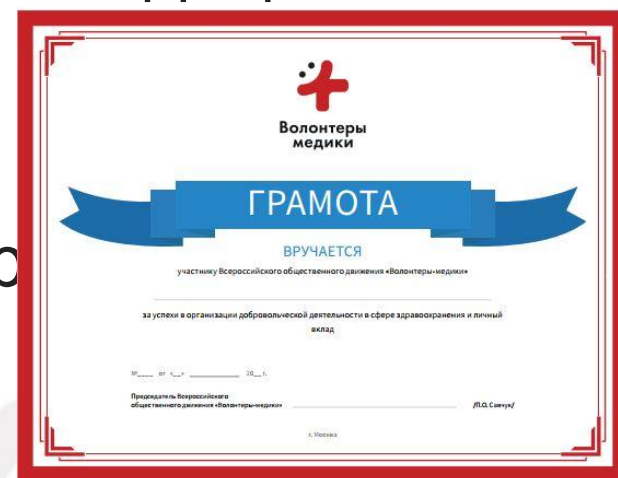 Волонтеры
медики
ГРАМОТА
ВРУЧАЕТСЯ
участнику Всероссийского общественного движения «Волонтеры-медики»
за успехи в организации добровольческой деятельности в сфере здравоохранения и личный
вклад
№____ от «__» __________ 20__ г.
Председатель Всероссийского
общественного движения «Волонтеры-медики» /П.О. Савчук/
г. Москва